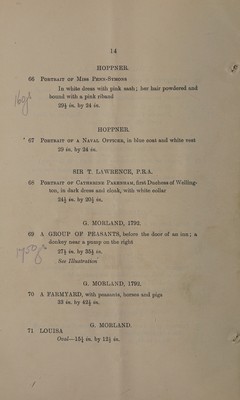 14
HOPPNER.
66 PORTRAIT OF MISS PENN-SYMONS
In white dress with pink sash; her hair powdered and
bound with a pink riband
29½ in. by 24 in.
HOPPNER.
67 PORTRAIT OF A NAVAL OFFICER, in blue coat and white vest
29 in. by 24 in.
SIR T. LAWRENCE, P.R.A.
68 PORTRAIT OF CATHERINE PAKENHAM, first Duchess of Welling-
ton, in dark dress and cloak, with white collar
24½ in. by 20½ in.
G. MORLAND, 1792.
69 A GROUP OF PEASANTS, before the door of an inn; a
donkey near a pump on the right
27½ in. by 35½ in.
See Illustration
G. MORLAND, 1792.
70 A FARMYARD, with peasants, horses and pigs
33 in. by 42½ in.
G. MORLAND.
71 LOUISA
Oval—15½ in. by 12½ in.